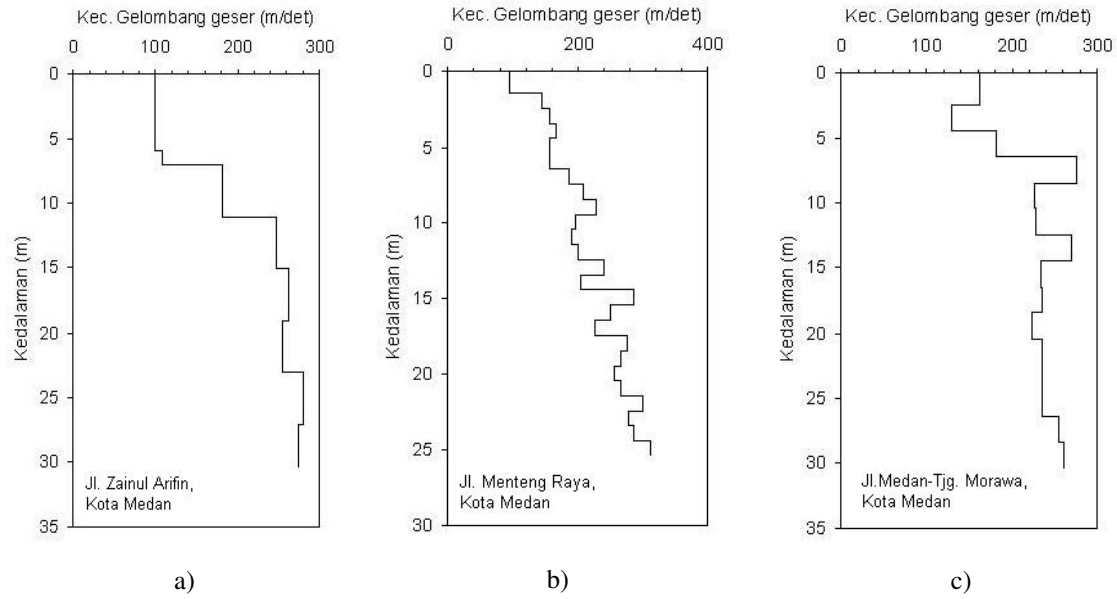 Kec. Gelombang geser (m/det)
0 100 200 300
0
5
10
15
20
25
30
35
Kedalaman (m)
Jl. Zainul Arifin,
Kota Medan
a)
Kec. Gelombang geser (m/det)
0 200 400
0
5
10
15
20
25
30
Kedalaman (m)
Jl. Menteng Raya,
Kota Medan
b)
Kec. Gelombang geser (m/det)
0 100 200 300
0
5
10
15
20
25
30
35
Kedalaman (m)
Jl.Medan-Tjg. Morawa,
Kota Medan
c)